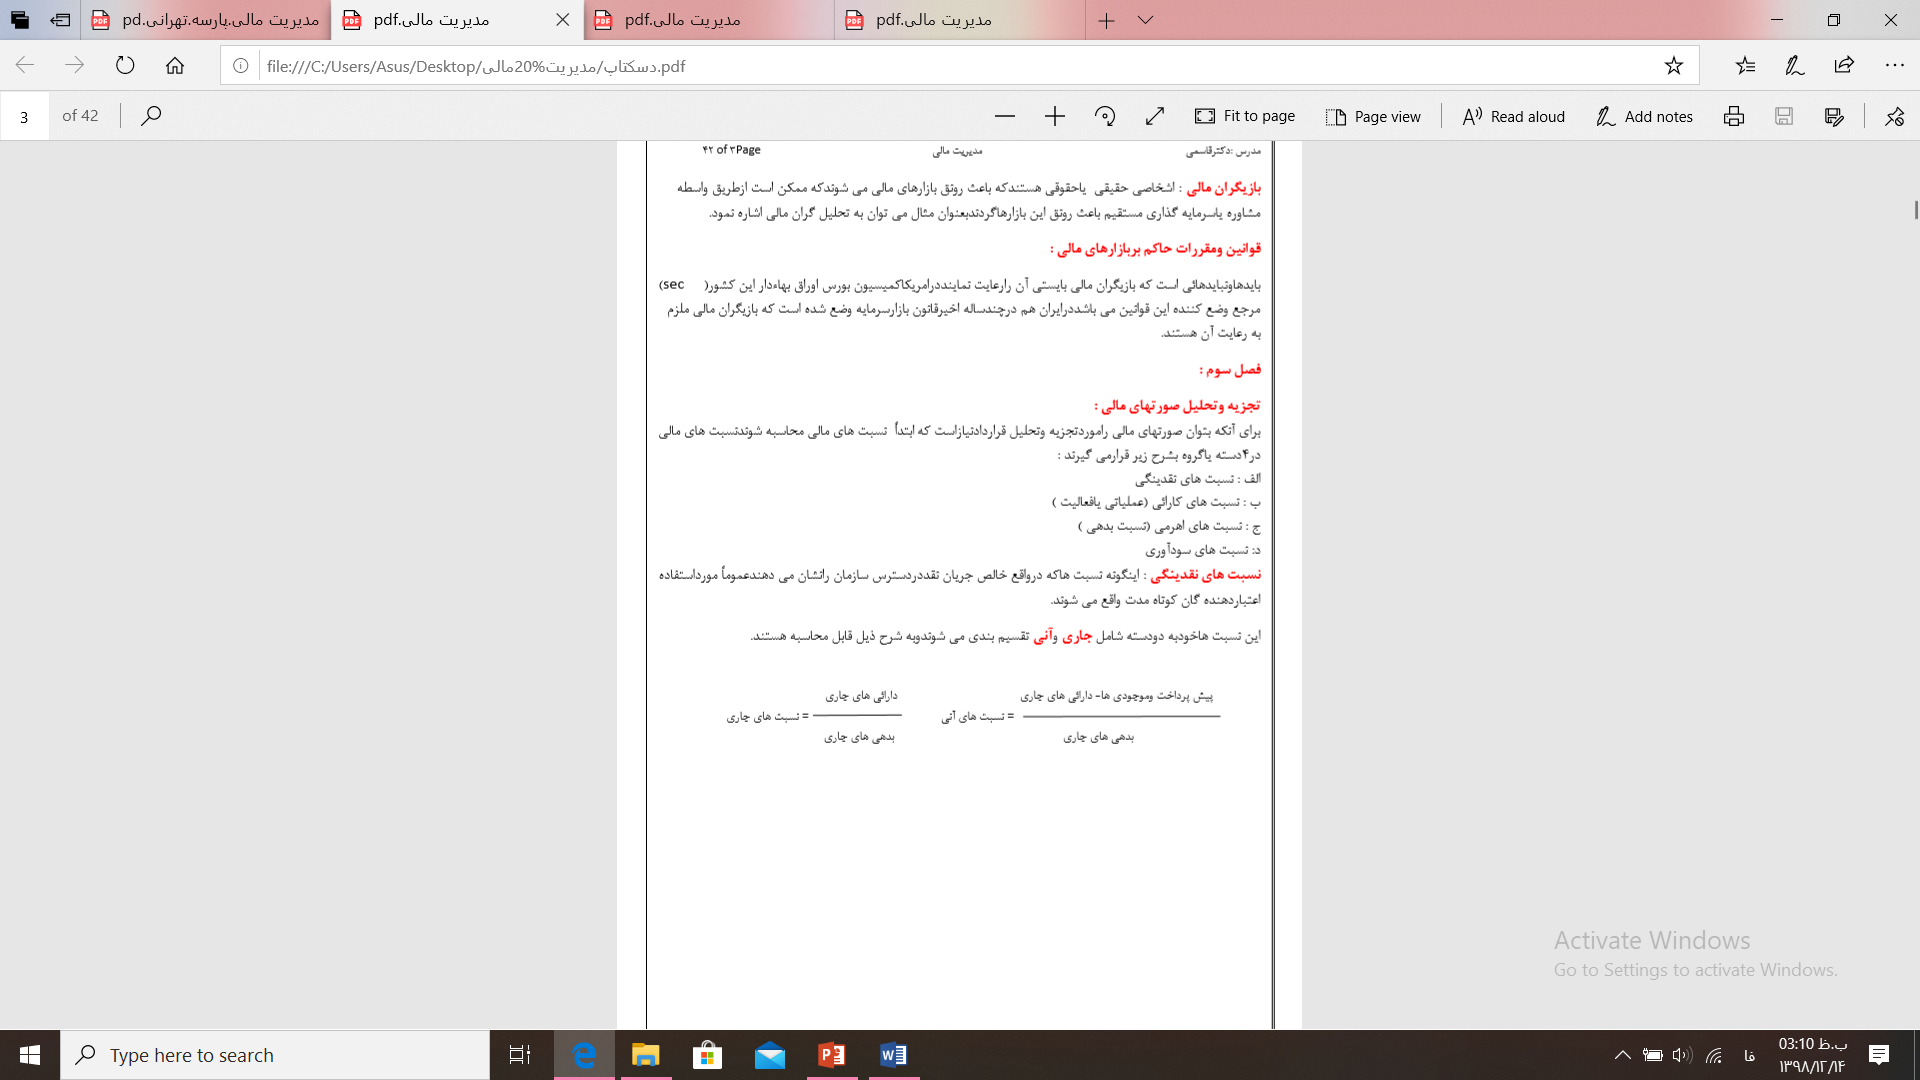 مدیریت مالی.پارسه.تهرانی.pd
مدیریت مالی.pdf
مدیریت مالی.pdf
مدیریت مالی.pdf
file:///C:/Users/Asus/Desktop/دسکتاپ/مدیریت%20مالی.pdf
3 of 42
Fit to page
Page view
Read aloud
Add notes
مدرس :دکترقاسمی
مدیریت مالی
۴۲ of ۳Page
بازیگران مالی : اشخاصی حقیقی یاحقوقی هستندکه باعث رونق بازارهای مالی می شوندکه ممکن است ازطریق واسطه
مشاوره یاسرمایه گذاری مستقیم باعث رونق این بازارهاگردندبعنوان مثال می توان به تحلیل گران مالی اشاره نمود.
قوانین ومقررات حاکم بربازارهای مالی :
بایدهاونبایدهائی است که بازیگران مالی بایستی آن رارعایت نماینددرامریکاکمیسیون بورس اوراق بهاءدار این کشور( sec)
مرجع وضع کننده این قوانین می باشددرایران هم درچندساله اخیرقانون بازارسرمایه وضع شده است که بازیگران مالی ملزم
به رعایت آن هستند.
فصل سوم :
تجزیه وتحلیل صورتهای مالی :
برای آنکه بتوان صورتهای مالی راموردتجزیه وتحلیل قراردادنیازاست که ابتدأ نسبت های مالی محاسبه شوندنسبت های مالی
در۴دسته یاگروه بشرح زیر قرارمی گیرند :
الف : نسبت های نقدینگی
ب : نسبت های کارائی (عملیاتی یافعالیت )
ج : نسبت های اهرمی (نسبت بدهی )
د: نسبت های سودآوری
نسبت های نقدینگی : اینگونه نسبت هاکه درواقع خالص جریان نقددردسترس سازمان رانشان می دهندعموماً مورداستفاده
اعتباردهنده گان کوتاه مدت واقع می شوند.
این نسبت هاخودبه دودسته شامل جاری وآنی تقسیم بندی می شوندوبه شرح ذیل قابل محاسبه هستند.
پیش پرداخت وموجودی ها- دارائی های جاری
= نسبت های آنی
بدهی های جاری
دارائی های جاری
= نسبت های جاری
بدهی های جاری
Activate Windows
Go to Settings to activate Windows.
Type here to search
فا
03:10 ب.ظ
۱۳۹۸/۱۲/۱۴